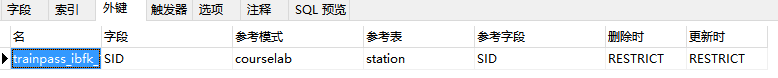 字段 索引 外键 触发器 选项 注释 SQL 预览
名 字段 参考模式 参考表 参考字段 删除时 更新时
trainpass_ibfk_ SID courselab station SID RESTRICT RESTRICT